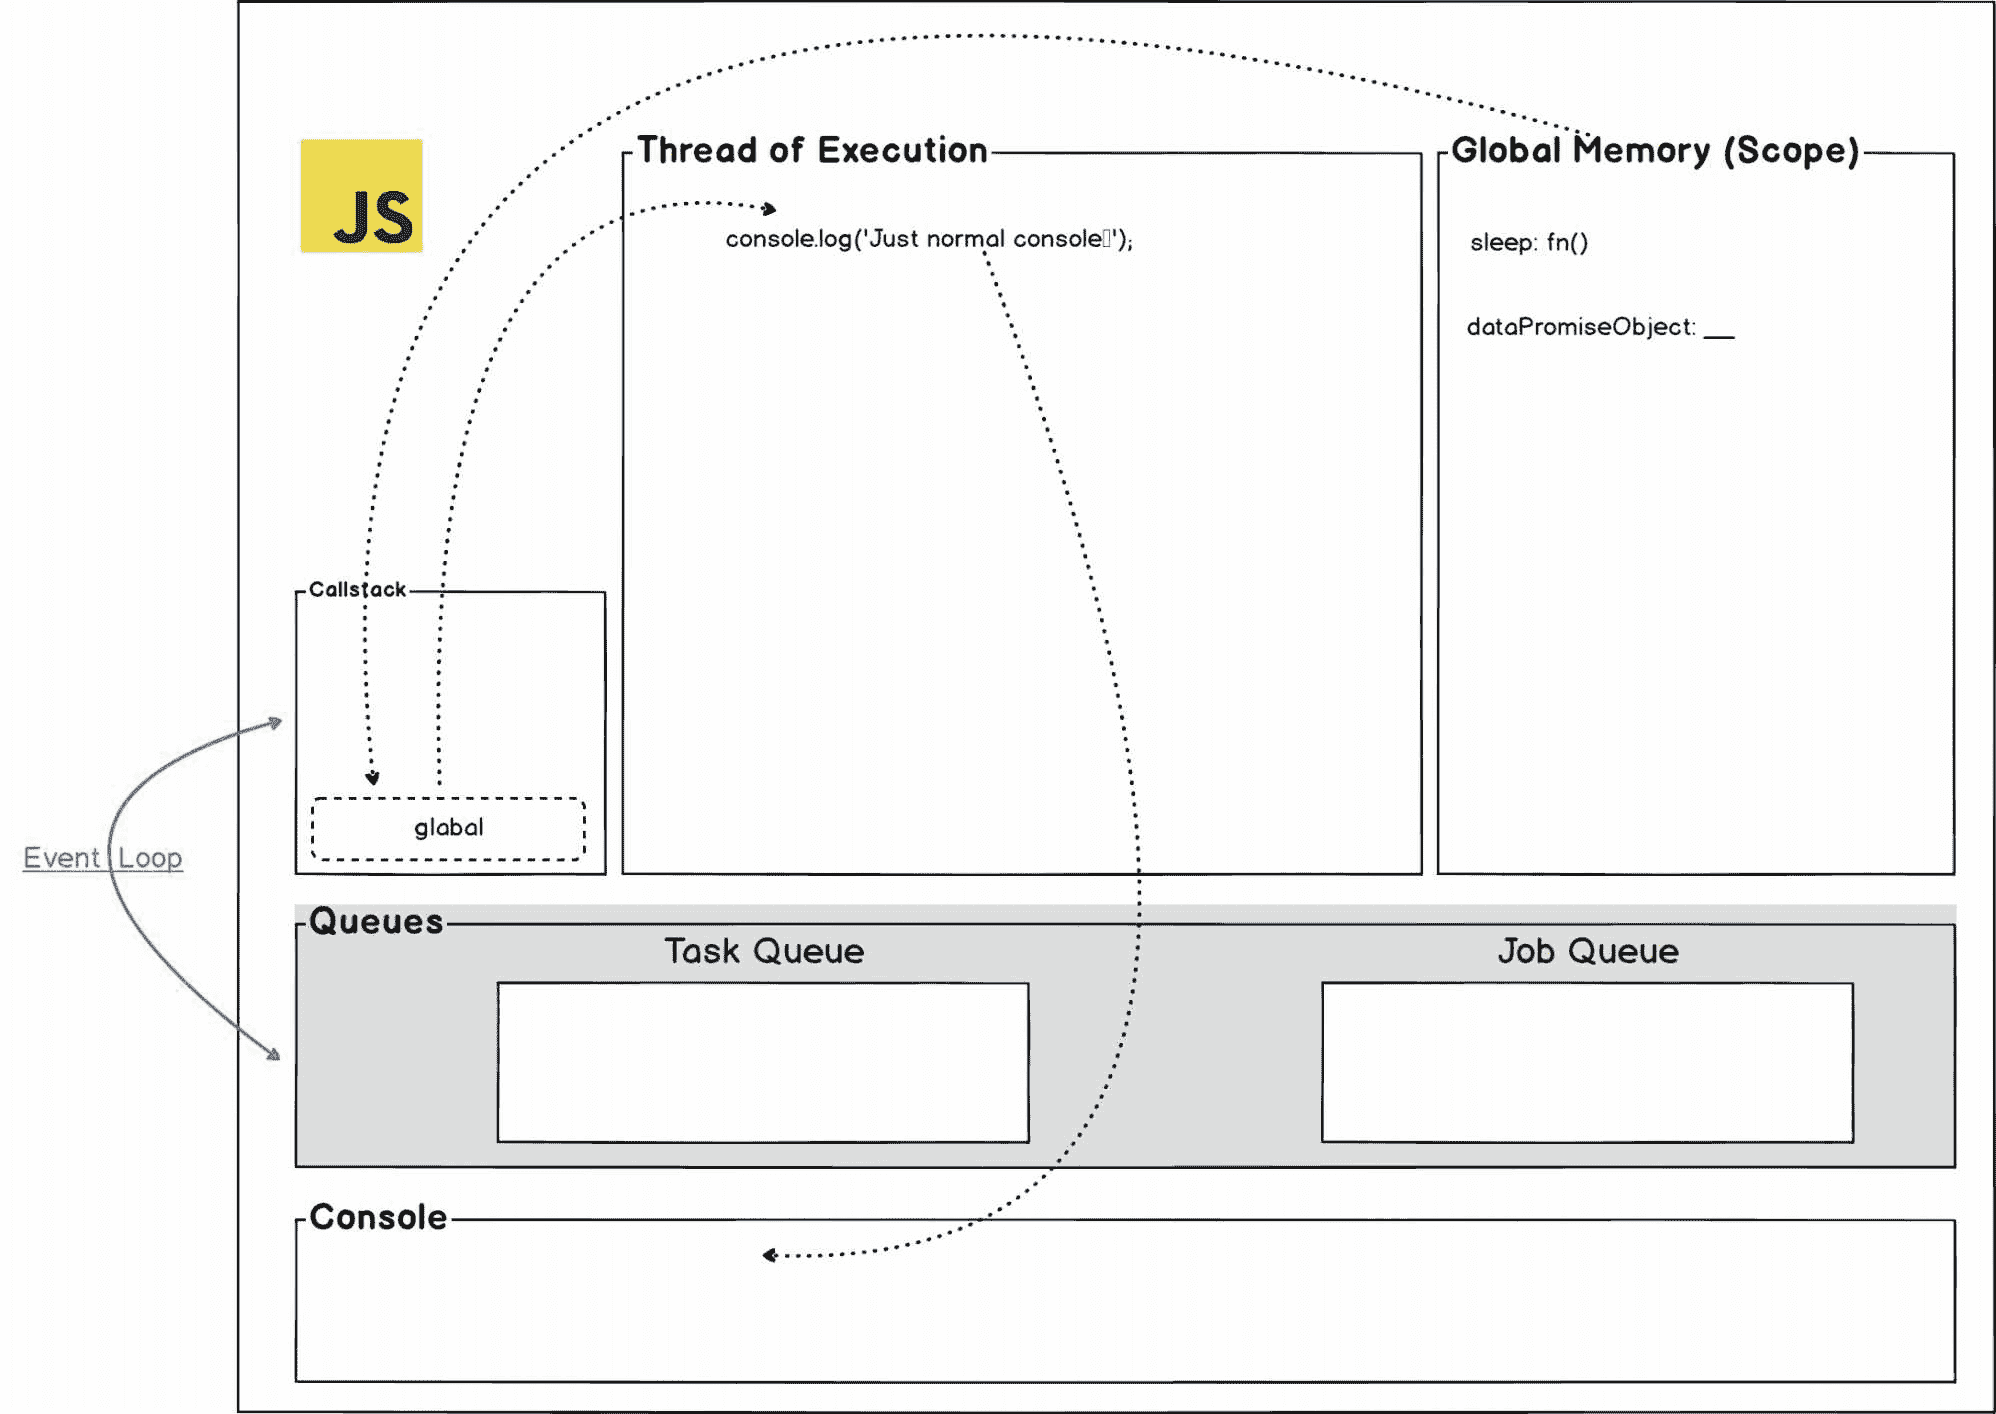 Thread of Execution
Global Memory (Scope)
JS
console.log('Just normal console▯');
sleep: fn()
dataPromiseObject: __
Callstack
glabal
Event Loop
Queues
Task Queue
Job Queue
Console